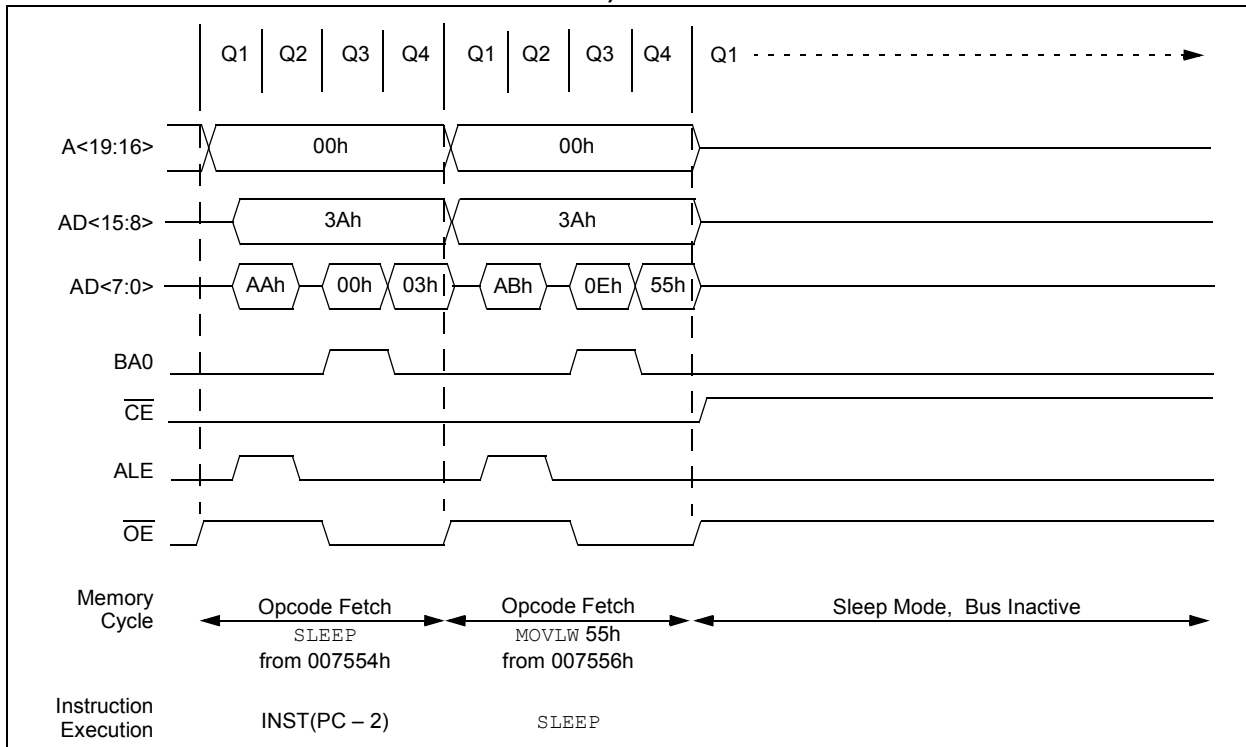 Q1 Q2 Q3 Q4 Q1 Q2 Q3 Q4 Q1
A<19:16> 00h 00h
AD<15:8> 3Ah 3Ah
AD<7:0> AAh 00h 03h ABh 0Eh 55h
BA0
CE
ALE
OE
Memory Cycle
Opcode Fetch
SLEEP
from 007554h
Opcode Fetch
MOVLW 55h
from 007556h
Sleep Mode, Bus Inactive
Instruction Execution
INST(PC – 2)
SLEEP